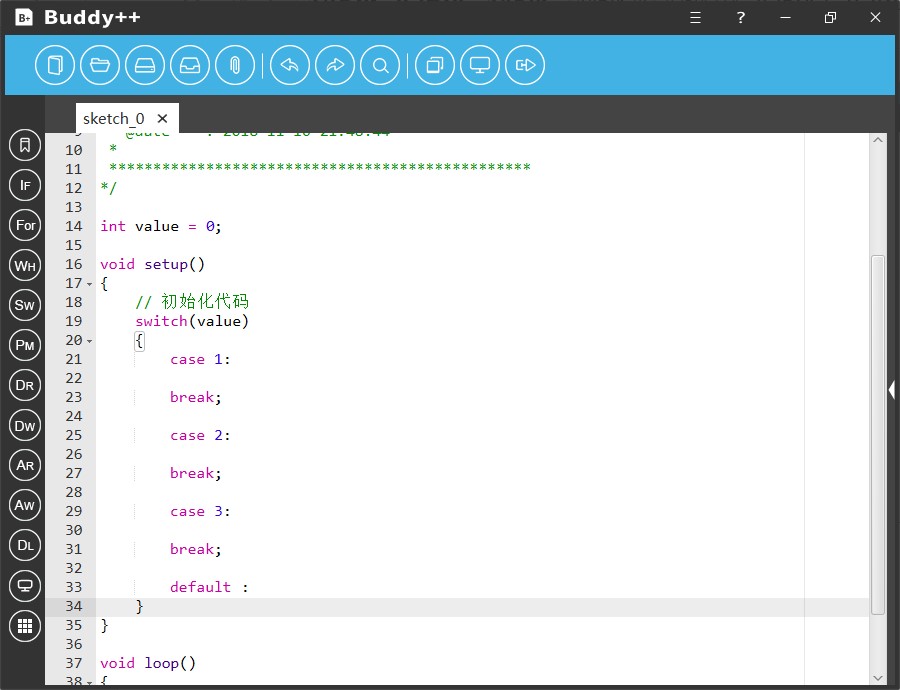 B+ Buddy++
?
sketch_0
10 *
11 ************************************************
12 */
13
14 int value = 0;
15
16 void setup()
17 {
18 // 初始化代码
19 switch(value)
20 {
21 case 1:
22
23 break;
24
25 case 2:
26
27 break;
28
29 case 3:
30
31 break;
32
33 default :
34 }
35 }
36
37 void loop()
38 {
IF
For
WH
SW
PM
DR
DW
AR
AW
DL